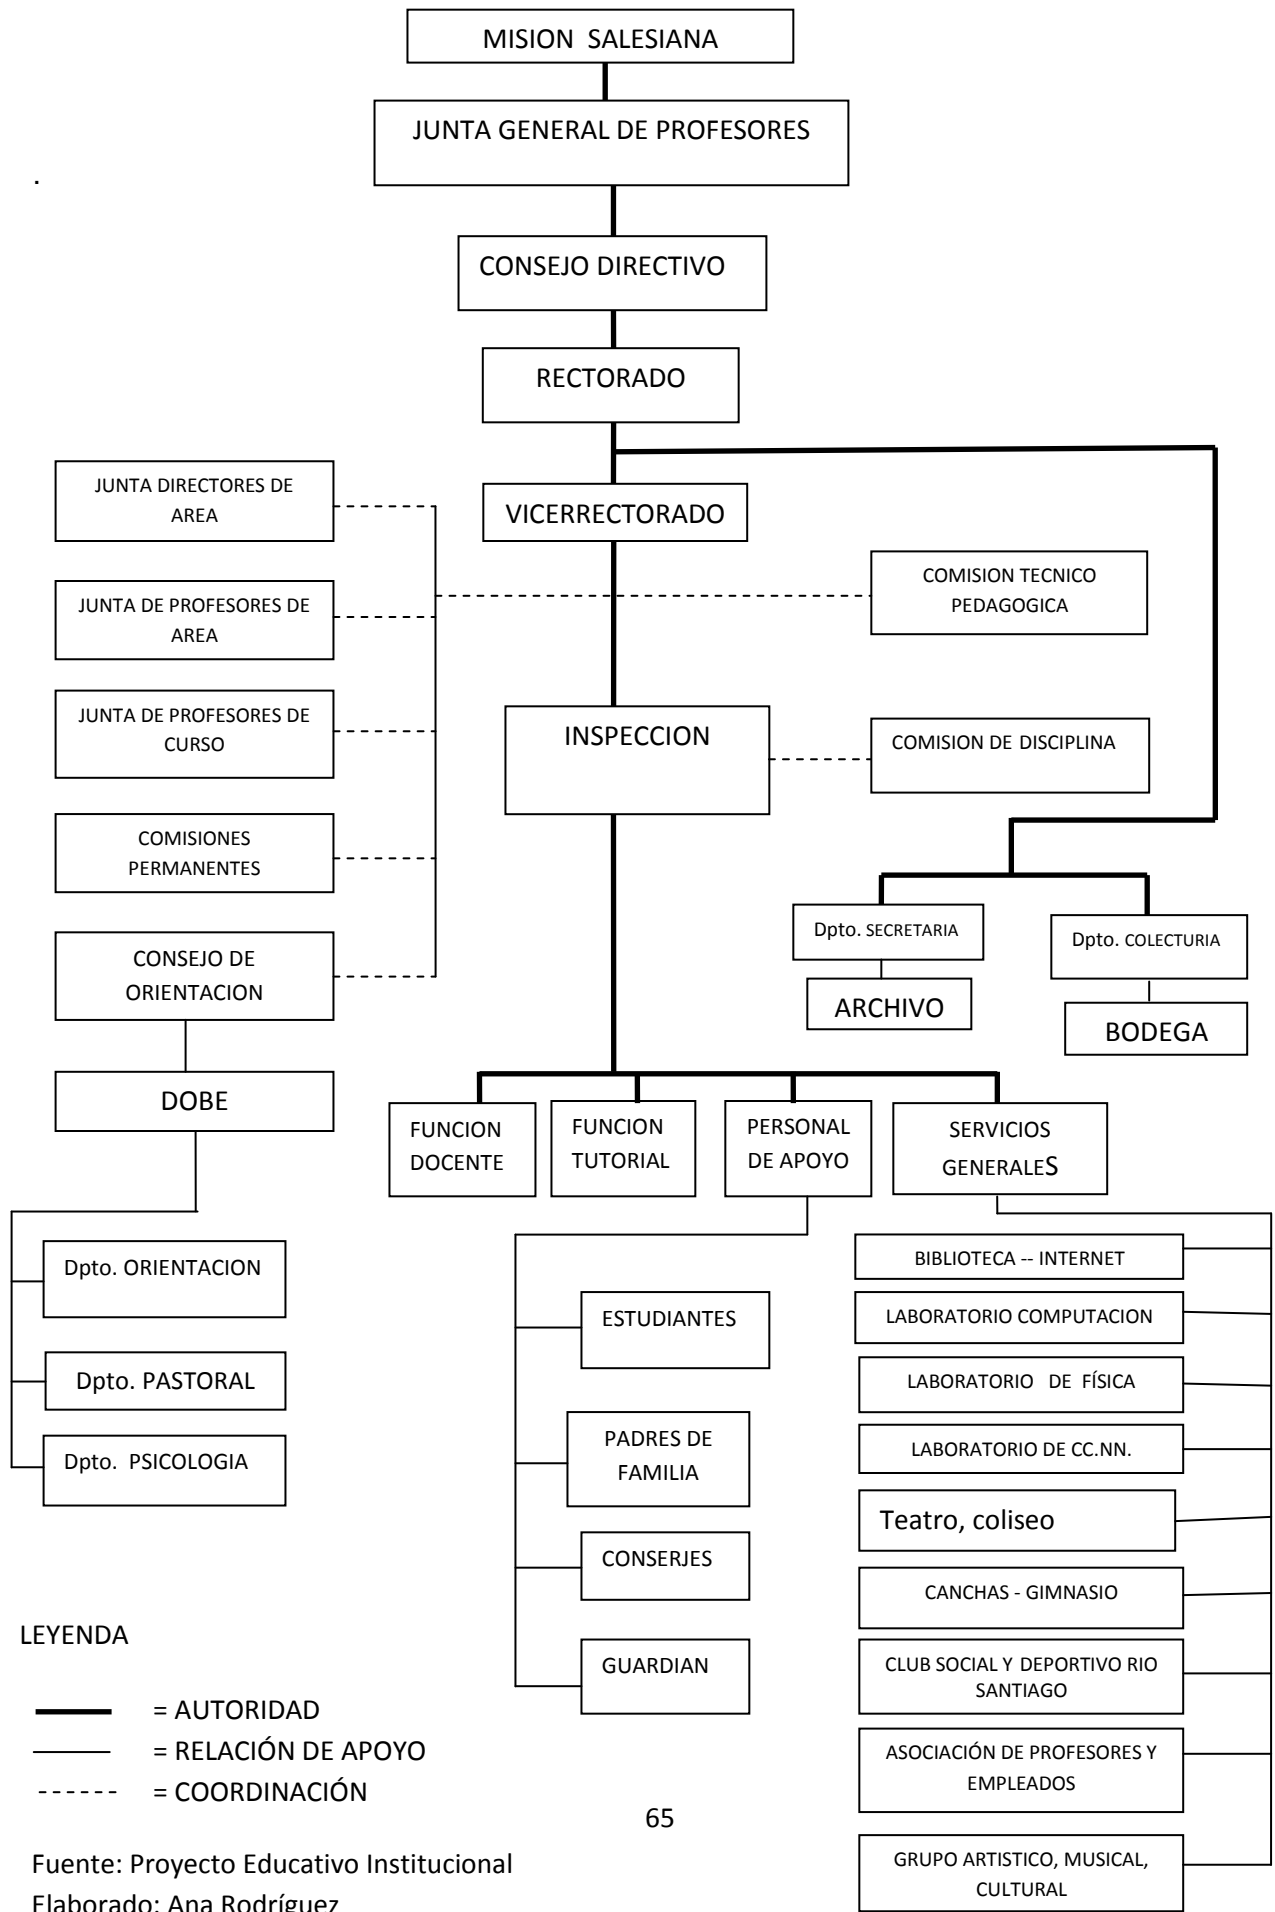 MISION SALESIANA
JUNTA GENERAL DE PROFESORES
.
CONSEJO DIRECTIVO
RECTORADO
JUNTA DIRECTORES DE
AREA
VICERRECTORADO
COMISION TECNICO
PEDAGOGICA
JUNTA DE PROFESORES DE
AREA
JUNTA DE PROFESORES DE
CURSO
INSPECCION
COMISION DE DISCIPLINA
COMISIONES
PERMANENTES
Dpto. SECRETARIA
Dpto. COLECTURIA
CONSEJO DE
ORIENTACION
ARCHIVO
BODEGA
DOBE
FUNCION
DOCENTE
FUNCION
TUTORIAL
PERSONAL
DE APOYO
SERVICIOS
GENERALES
Dpto. ORIENTACION
Dpto. PASTORAL
Dpto. PSICOLOGIA
ESTUDIANTES
PADRES DE
FAMILIA
CONSERJES
GUARDIAN
BIBLIOTECA -- INTERNET
LABORATORIO COMPUTACION
LABORATORIO DE FÍSICA
LABORATORIO DE CC.NN.
Teatro, coliseo
CANCHAS - GIMNASIO
CLUB SOCIAL Y DEPORTIVO RIO
SANTIAGO
ASOCIACIÓN DE PROFESORES Y
EMPLEADOS
GRUPO ARTISTICO, MUSICAL,
CULTURAL
LEYENDA
= AUTORIDAD
= RELACIÓN DE APOYO
= COORDINACIÓN
65
Fuente: Proyecto Educativo Institucional
Elaborado: Ana Rodríguez